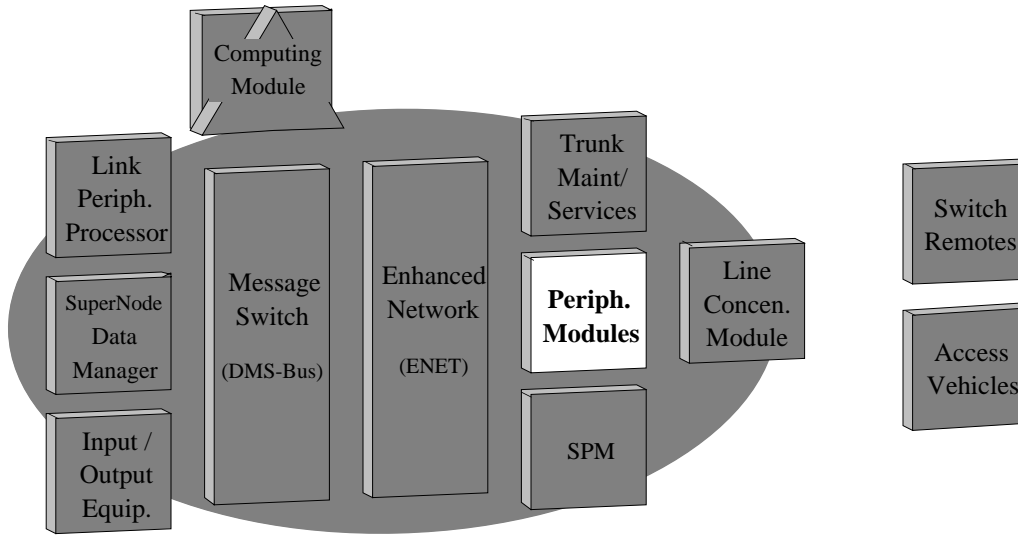 Computing
Module
Link
Periph.
Processor
SuperNode
Data
Manager
Input /
Output
Equip.
Message
Switch
(DMS-Bus)
Enhanced
Network
(ENET)
Trunk
Maint/
Services
Periph.
Modules
SPM
Line
Concen.
Module
Switch
Remotes
Access
Vehicles